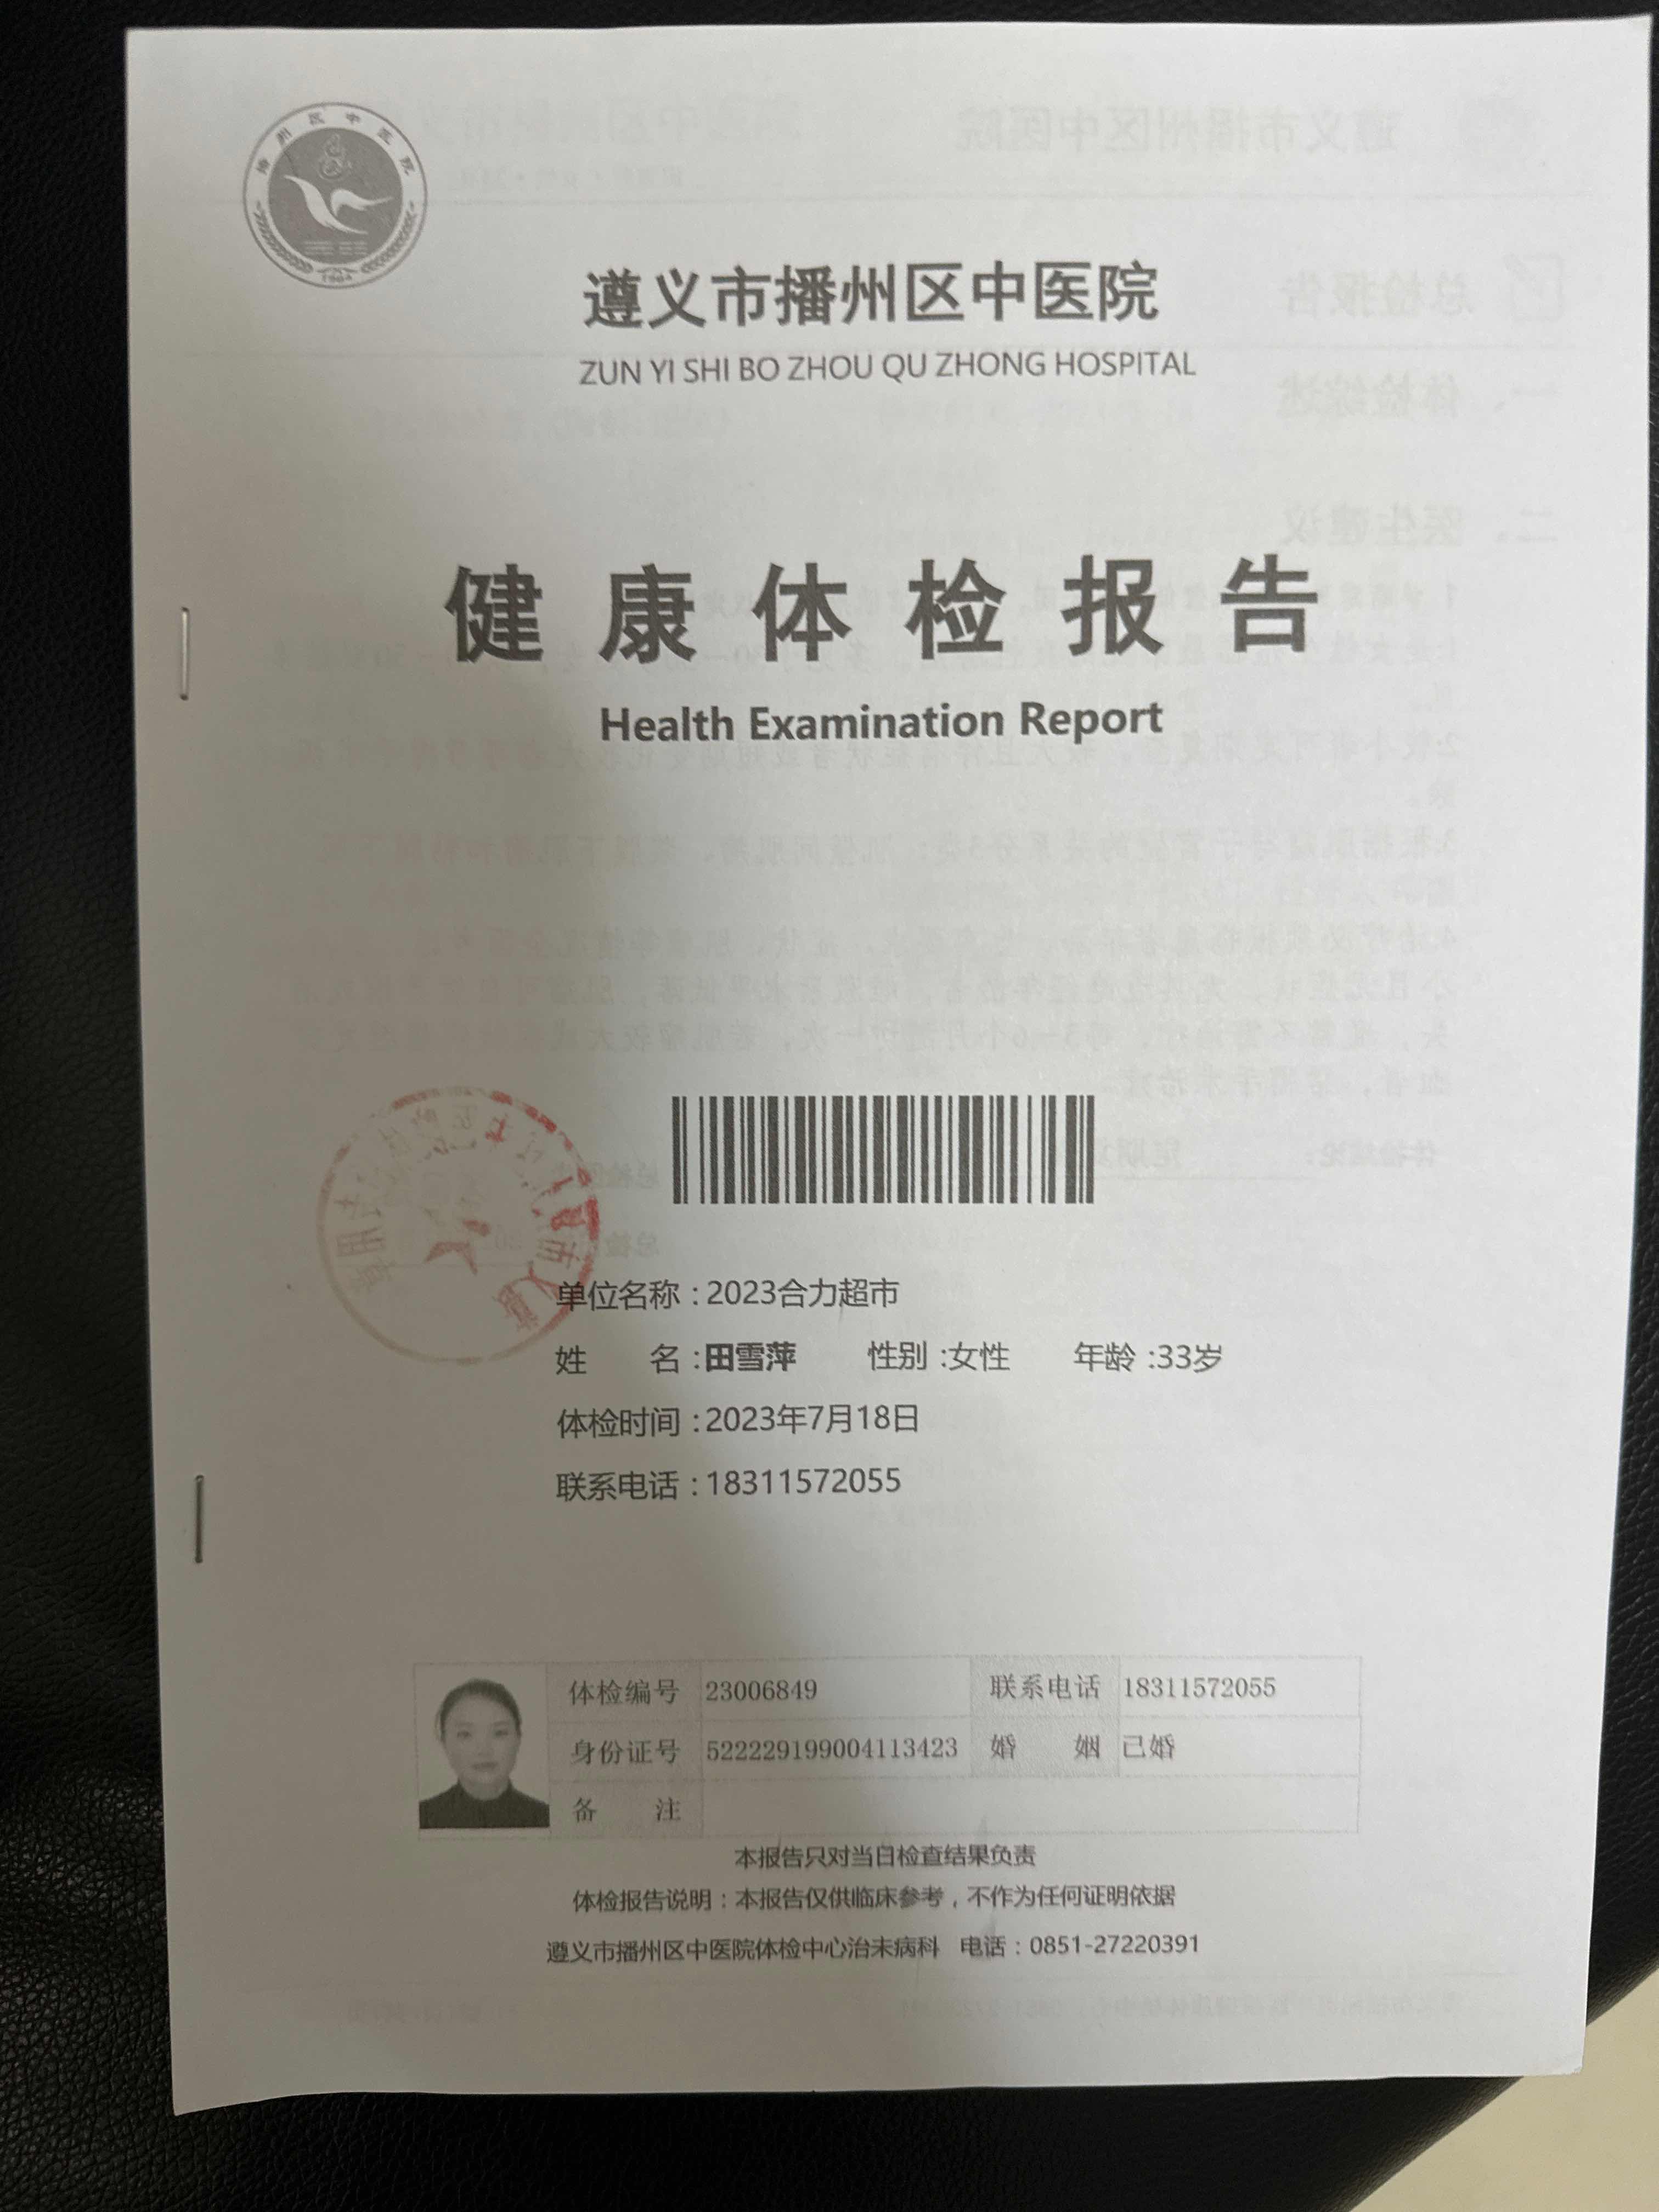 播州区中医院
1984
遵义市播州区中医院
ZUN YI SHI BO ZHOU QU ZHONG HOSPITAL
健康体检报告
Health Examination Report
单位名称：2023合力超市
姓 名：田雪萍 性别：女性 年龄：33岁
体检时间：2023年7月18日
联系电话：18311572055
体检编号 23006849 联系电话 18311572055
身份证号 522229199004113423 婚 姻 已婚
备 注
本报告只对当日检查结果负责
体检报告说明：本报告仅供临床参考，不作为任何证明依据
遵义市播州区中医院体检中心治未病科 电话：0851-27220391